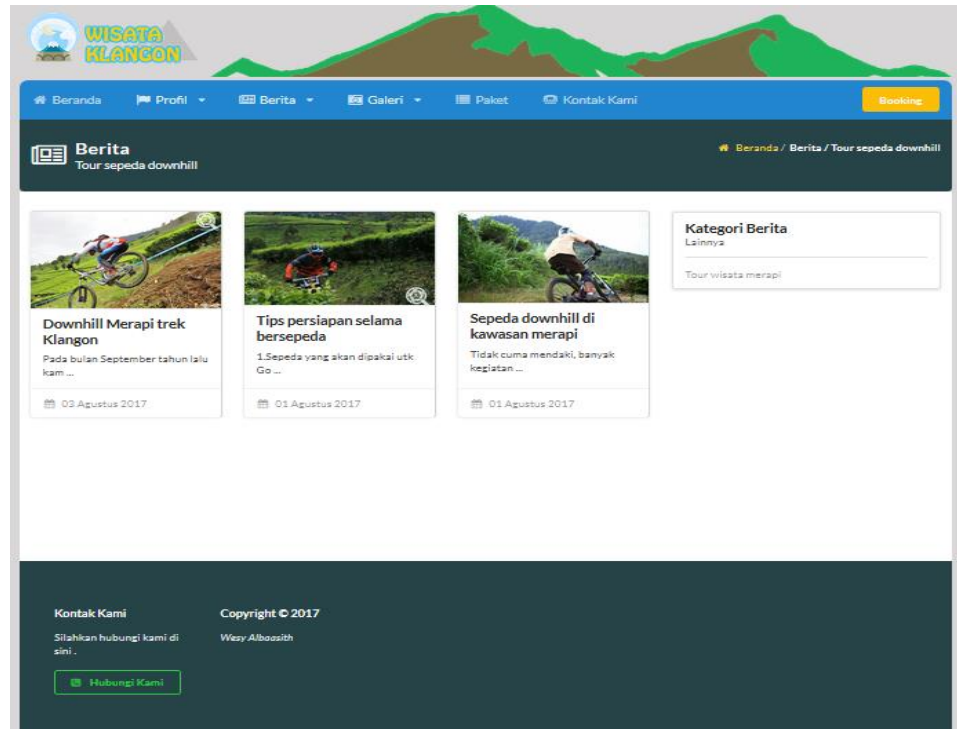 WISATA
KLANGON
Beranda Profil Berita Galeri Paket Kontak Kami Booking
Berita
Tour sepeda downhill
Beranda / Berita / Tour sepeda downhill
Downhill Merapi trek
Klangon
Pada bulan September tahun lalu
kam ...
03 Agustus 2017
Tips persiapan selama
bersepeda
1.Sepeda yang akan dipakai utk
Go ...
01 Agustus 2017
Sepeda downhill di
kawasan merapi
Tidak cuma mendaki, banyak
kegiatan ...
01 Agustus 2017
Kategori Berita
Lainnya
Tour wisata merapi
Kontak Kami
Silahkan hubungi kami di
sini .
Hubungi Kami
Copyright © 2017
Wesy Albaasith